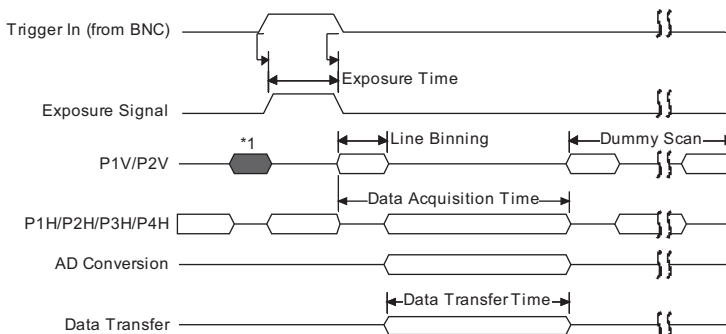 Trigger In (from BNC)
Exposure Time
Exposure Signal
*1
Line Binning
Dummy Scan
P1V/P2V
Data Acquisition Time
P1H/P2H/P3H/P4H
AD Conversion
Data Transfer Time
Data Transfer